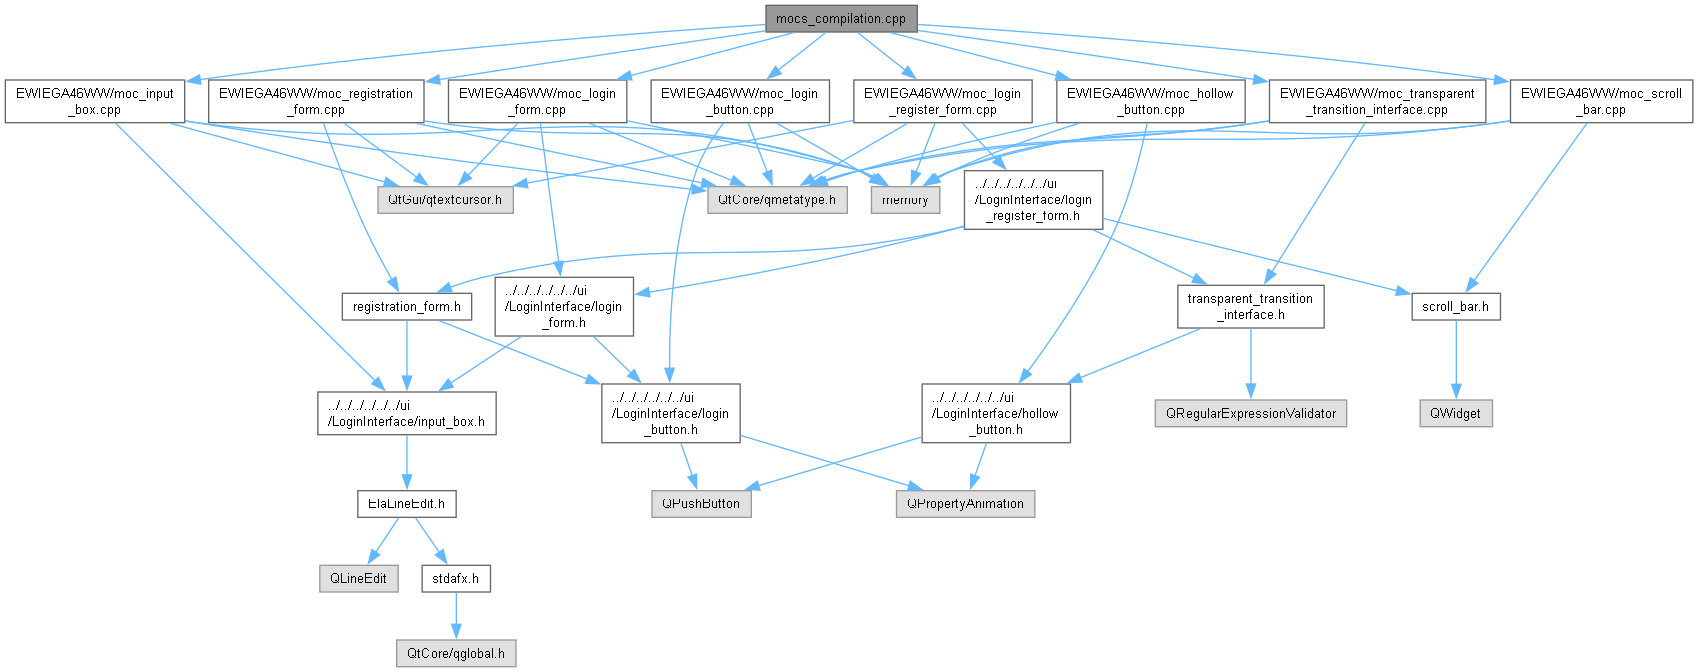 mocs_compilation.cpp
EWIEGA46WW/moc_input
_box.cpp
EWIEGA46WW/moc_registration
_form.cpp
EWIEGA46WW/moc_login
_form.cpp
EWIEGA46WW/moc_login
_button.cpp
EWIEGA46WW/moc_login
_register_form.cpp
EWIEGA46WW/moc_hollow
_button.cpp
EWIEGA46WW/moc_transparent
_transition_interface.cpp
EWIEGA46WW/moc_scroll
_bar.cpp
QtGui/qtextcursor.h
QtCore/qmetatype.h
memory
../../../../../../ui
/LoginInterface/login
_register_form.h
registration_form.h
../../../../../../ui
/LoginInterface/login
_form.h
transparent_transition
_interface.h
scroll_bar.h
../../../../../../ui
/LoginInterface/input_box.h
../../../../../../ui
/LoginInterface/login
_button.h
../../../../../../ui
/LoginInterface/hollow
_button.h
QRegularExpressionValidator
QWidget
ElaLineEdit.h
QPushButton
QPropertyAnimation
QLineEdit
stdafx.h
QtCore/qglobal.h